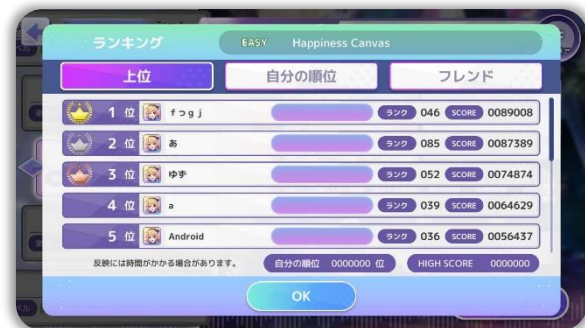 ランキング
EASY Happiness Canvas
上位 自分の順位 フレンド
1 位 fつgj ランク 046 SCORE 0089008
2 位 あ ランク 085 SCORE 0087389
3 位 ゆず ランク 052 SCORE 0074874
4 位 a ランク 039 SCORE 0064629
5 位 Android ランク 036 SCORE 0056437
反映には時間がかかる場合があります。 自分の順位 0000000 位 HIGH SCORE 0000000
OK